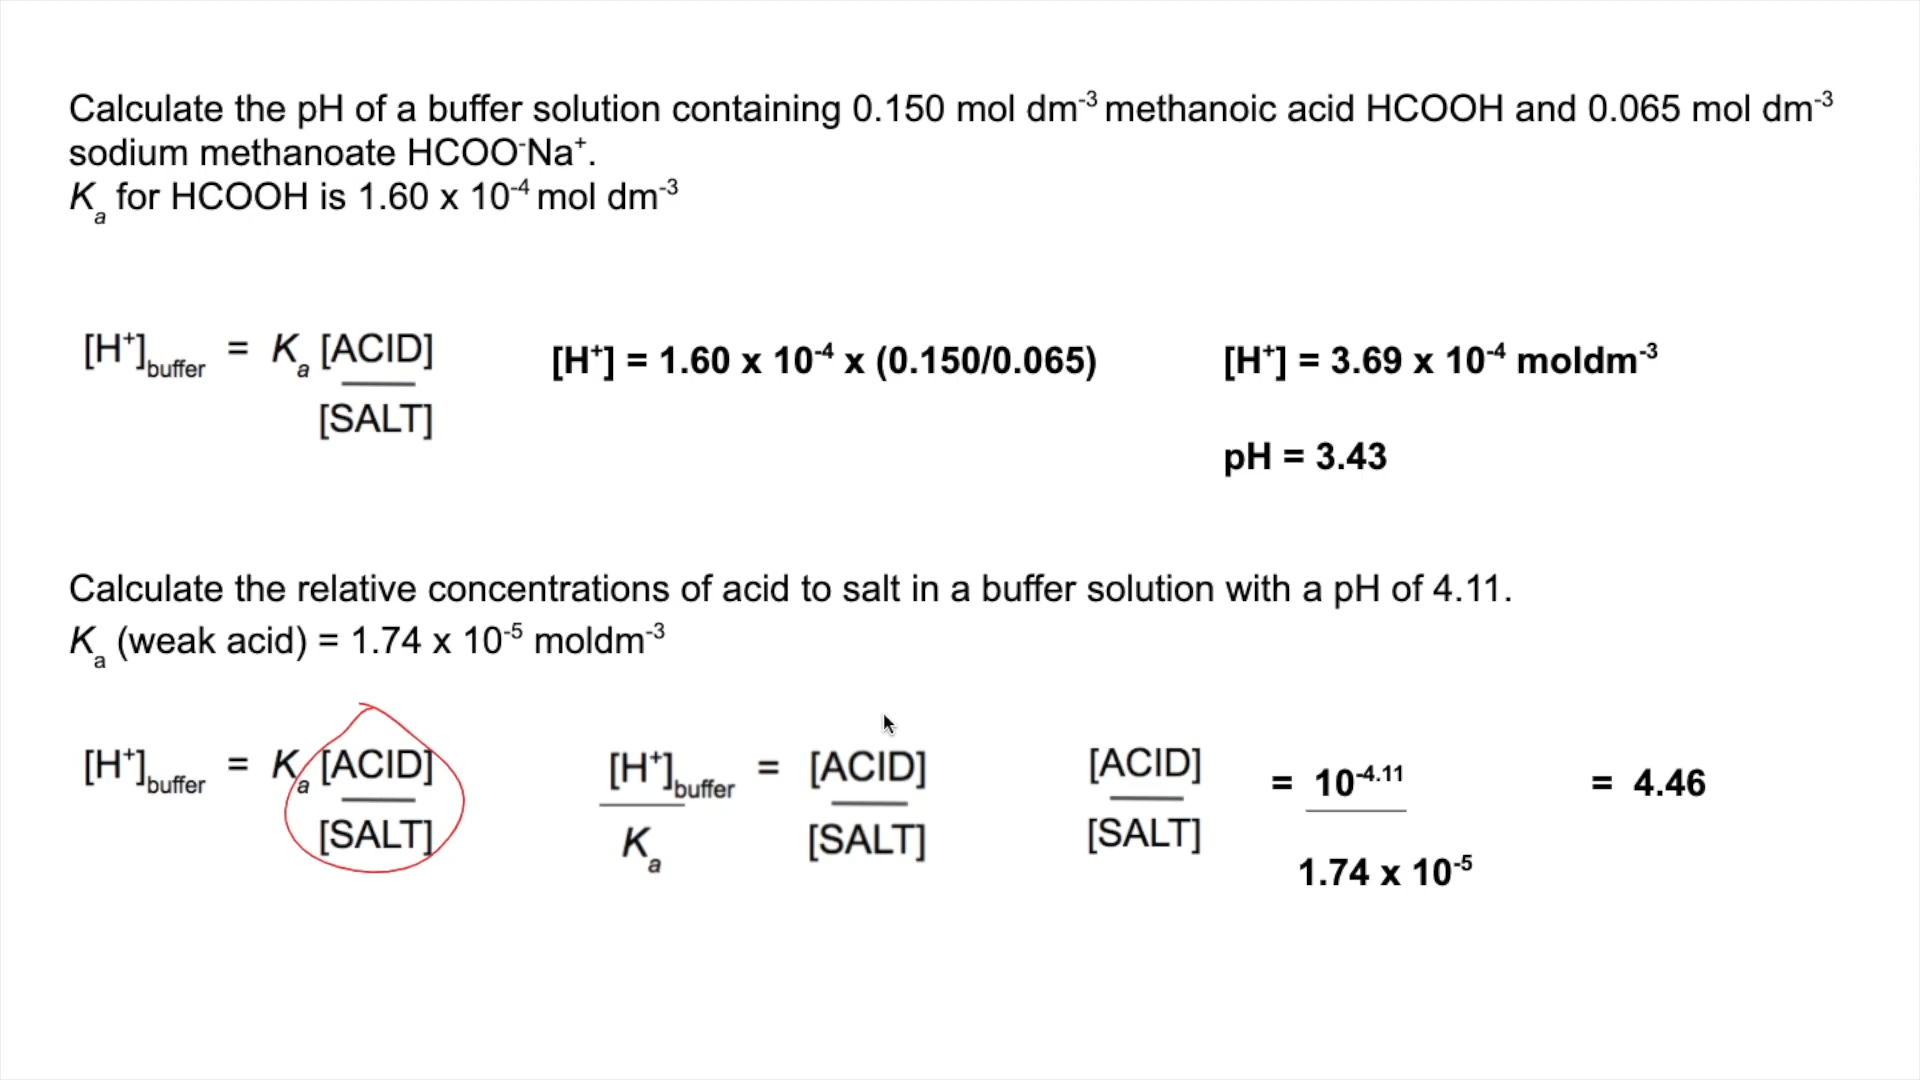 Calculate the pH of a buffer solution containing 0.150 mol dm⁻³ methanoic acid HCOOH and 0.065 mol dm⁻³
sodium methanoate HCOO⁻Na⁺.
Kₐ for HCOOH is 1.60 x 10⁻⁴ mol dm⁻³
[H⁺]buffer = Kₐ [ACID]
[SALT]
[H⁺] = 1.60 x 10⁻⁴ x (0.150/0.065)
[H⁺] = 3.69 x 10⁻⁴ moldm⁻³
pH = 3.43
Calculate the relative concentrations of acid to salt in a buffer solution with a pH of 4.11.
Kₐ (weak acid) = 1.74 x 10⁻⁵ moldm⁻³
[H⁺]buffer = Kₐ [ACID]
[SALT]
[H⁺]buffer = [ACID]
Kₐ [SALT]
[ACID] = 10⁻⁴·¹¹ = 4.46
[SALT] 1.74 x 10⁻⁵